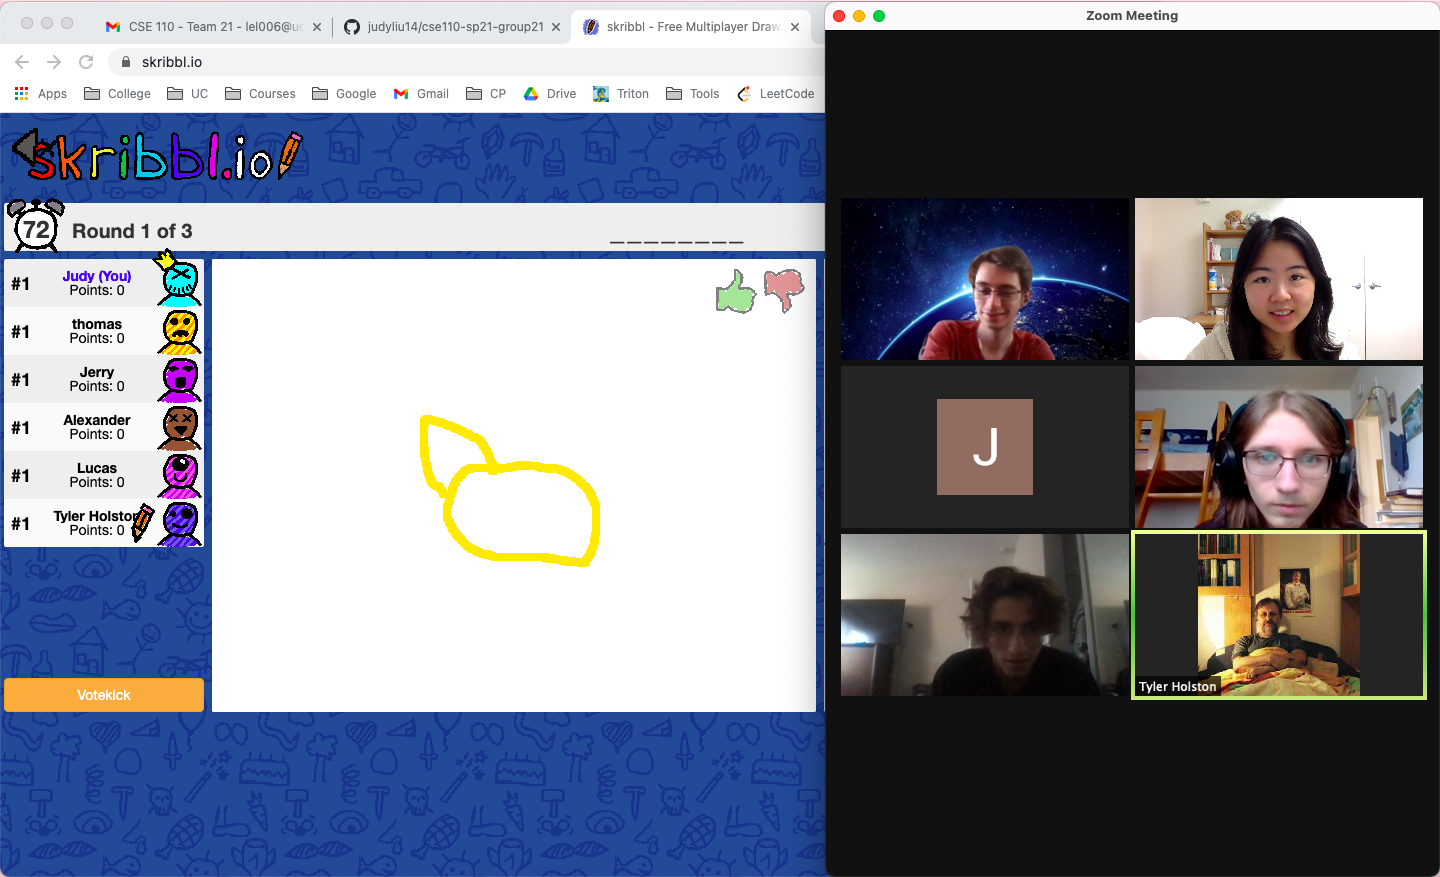 CSE 110 - Team 21 - lel006@uc
judyliu14/cse110-sp21-group21
skribbl - Free Multiplayer Draw
Zoom Meeting
skribbl.io
Apps
College
UC
Courses
Google
Gmail
CP
Drive
Triton
Tools
LeetCode
skribbl.io
72
Round 1 of 3
________
#1
Judy (You)
Points: 0
#1
thomas
Points: 0
#1
Jerry
Points: 0
#1
Alexander
Points: 0
#1
Lucas
Points: 0
#1
Tyler Holston
Points: 0
Votekick
J
Tyler Holston